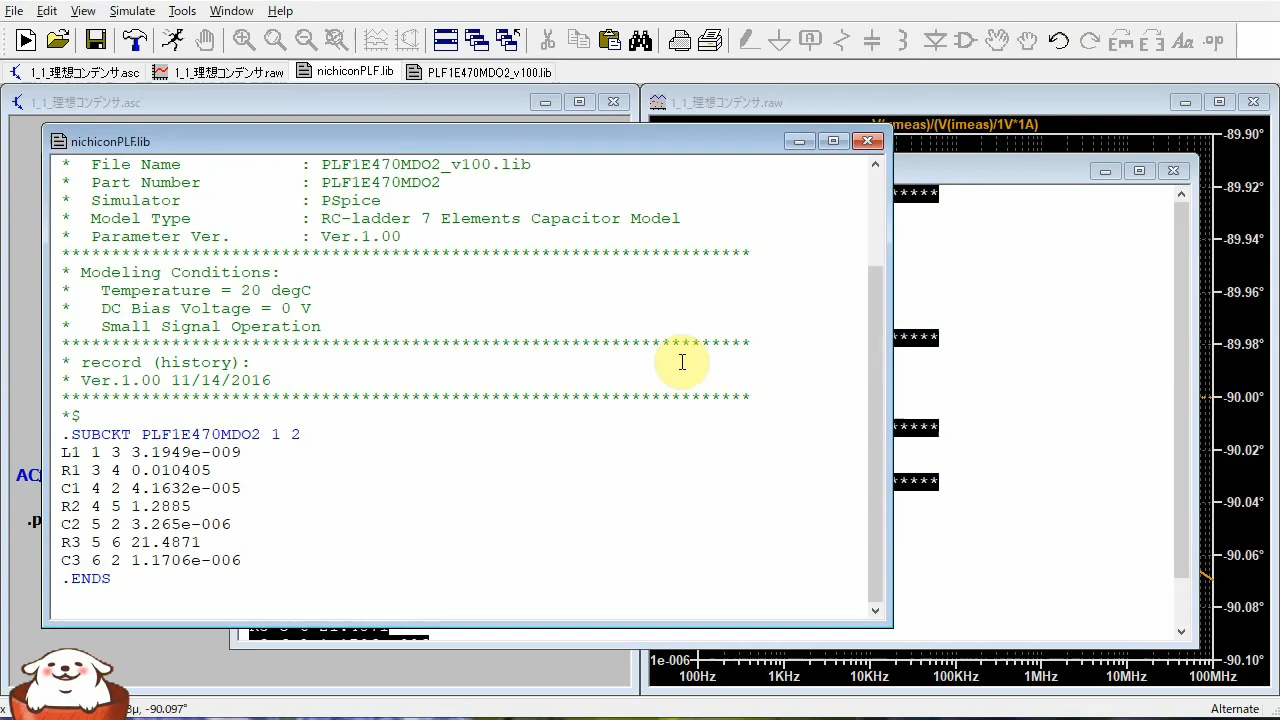 File Edit View Simulate Tools Window Help
1_1_理想コンデンサ.asc 1_1_理想コンデンサ.raw nichiconPLF.lib PLF1E470MDO2_v100.lib
1_1_理想コンデンサ.asc
1_1_理想コンデンサ.raw
meas)/(V(imeas)/1V*1A)
nichiconPLF.lib
* File Name : PLF1E470MDO2_v100.lib
* Part Number : PLF1E470MDO2
* Simulator : PSpice
* Model Type : RC-ladder 7 Elements Capacitor Model
* Parameter Ver. : Ver.1.00
*********************************************************************
* Modeling Conditions:
* Temperature = 20 degC
* DC Bias Voltage = 0 V
* Small Signal Operation
*********************************************************************
* record (history):
* Ver.1.00 11/14/2016
*********************************************************************
*$
.SUBCKT PLF1E470MDO2 1 2
L1 1 3 3.1949e-009
R1 3 4 0.010405
C1 4 2 4.1632e-005
R2 4 5 1.2885
C2 5 2 3.265e-006
R3 5 6 21.4871
C3 6 2 1.1706e-006
.ENDS
*****
*****
*****
*****
AC
.p
-89.90°
-89.92°
-89.94°
-89.96°
-89.98°
-90.00°
-90.02°
-90.04°
-90.06°
-90.08°
-90.10°
1e-006
100Hz 1KHz 10KHz 100KHz 1MHz 10MHz 100MHz
µ, -90.097°
Alternate